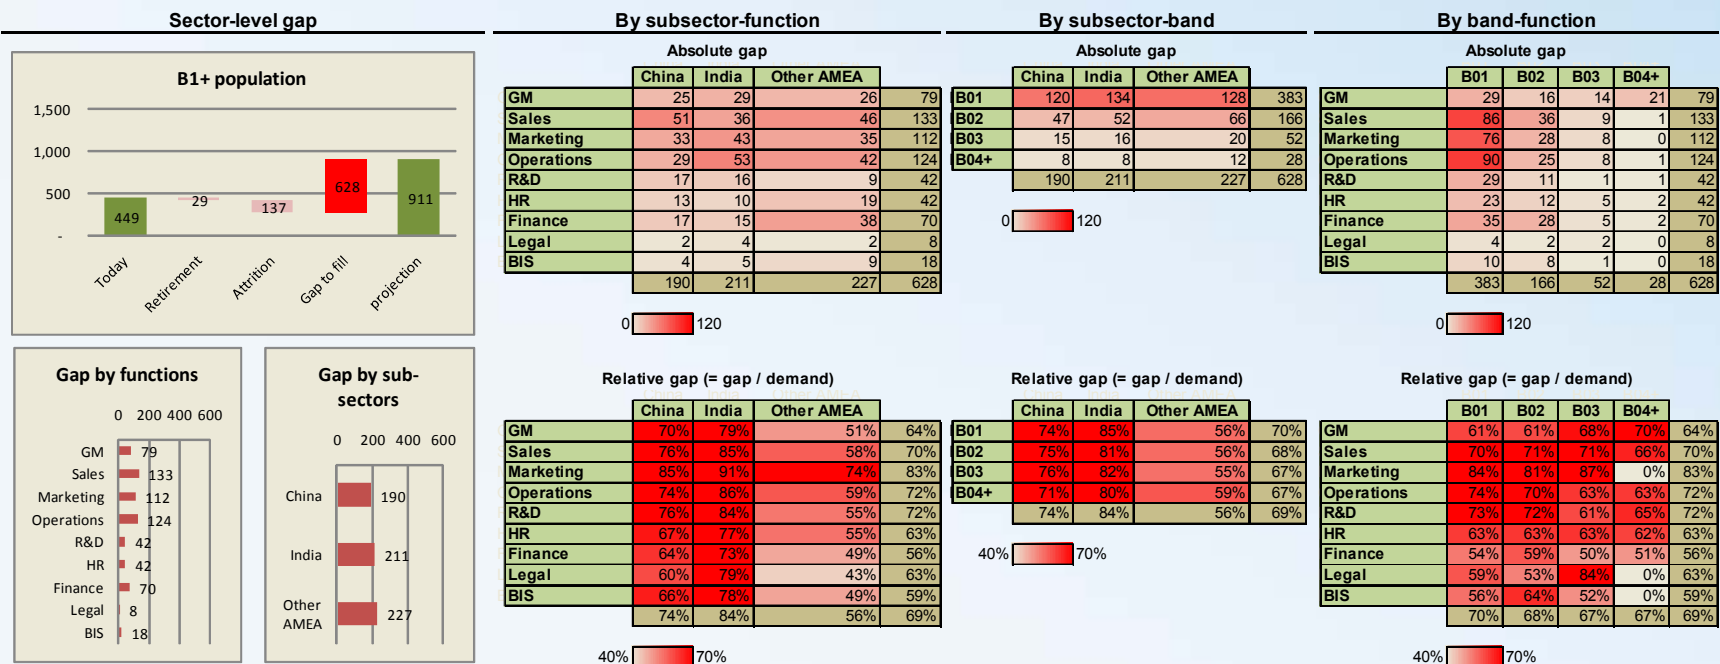 Sector-level gap
B1+ population
1,500
1,000
500
-
449
29
137
628
911
Today
Retirement
Attrition
Gap to fill
projection
Gap by functions
0 200 400 600
GM 79
Sales 133
Marketing 112
Operations 124
R&D 42
HR 42
Finance 70
Legal 8
BIS 18
Gap by sub-
sectors
0 200 400 600
China 190
India 211
Other
AMEA 227
By subsector-function
Absolute gap
China India Other AMEA
GM 25 29 26 79
Sales 51 36 46 133
Marketing 33 43 35 112
Operations 29 53 42 124
R&D 17 16 9 42
HR 13 10 19 42
Finance 17 15 38 70
Legal 2 4 2 8
BIS 4 5 9 18
190 211 227 628
0 120
Relative gap (= gap / demand)
China India Other AMEA
GM 70% 79% 51% 64%
Sales 76% 85% 58% 70%
Marketing 85% 91% 74% 83%
Operations 74% 86% 59% 72%
R&D 76% 84% 55% 72%
HR 67% 77% 55% 63%
Finance 64% 73% 49% 56%
Legal 60% 79% 43% 63%
BIS 66% 78% 49% 59%
74% 84% 56% 69%
40% 70%
By subsector-band
Absolute gap
China India Other AMEA
B01 120 134 128 383
B02 47 52 66 166
B03 15 16 20 52
B04+ 8 8 12 28
190 211 227 628
0 120
Relative gap (= gap / demand)
China India Other AMEA
B01 74% 85% 56% 70%
B02 75% 81% 56% 68%
B03 76% 82% 55% 67%
B04+ 71% 80% 59% 67%
74% 84% 56% 69%
40% 70%
By band-function
Absolute gap
B01 B02 B03 B04+
GM 29 16 14 21 79
Sales 86 36 9 1 133
Marketing 76 28 8 0 112
Operations 90 25 8 1 124
R&D 29 11 1 1 42
HR 23 12 5 2 42
Finance 35 28 5 2 70
Legal 4 2 2 0 8
BIS 10 8 1 0 18
383 166 52 28 628
0 120
Relative gap (= gap / demand)
B01 B02 B03 B04+
GM 61% 61% 68% 70% 64%
Sales 70% 71% 71% 66% 70%
Marketing 84% 81% 87% 0% 83%
Operations 74% 70% 63% 63% 72%
R&D 73% 72% 61% 65% 72%
HR 63% 63% 63% 62% 63%
Finance 54% 59% 50% 51% 56%
Legal 59% 53% 84% 0% 63%
BIS 56% 64% 52% 0% 59%
70% 68% 67% 67% 69%
40% 70%